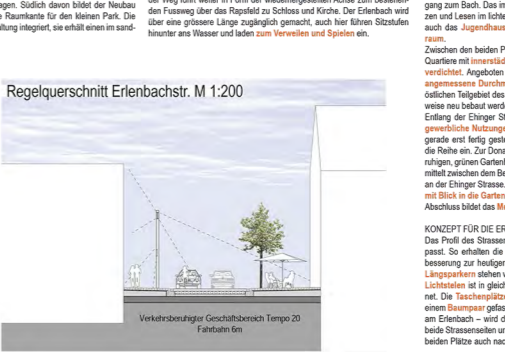 agen. Südlich davon bildet der Neubau
e Raumkante für den kleinen Park. Die
altung integriert, sie erhält einen im sand-
der Weg führt weiter in Form der wiederhergestellten Achse zum bestehen-
den Fussweg über das Rapsfeld zu Schloss und Kirche. Der Erlenbach wird
über eine grössere Länge zugänglich gemacht, auch hier führen Sitzstufen
hinunter ans Wasser und laden zum Verweilen und Spielen ein.
Regelquerschnitt Erlenbachstr. M 1:200
Verkehrsberuhigter Geschäftsbereich Tempo 20
Fahrbahn 6m
gang zum Bach. Das im
zen und Lesen im lichte
auch das Jugendhaus
raum.
Zwischen den beiden P
Quartiere mit innerstäd
verdichtet. Angeboten
angemessene Durchm
östlichen Teilgebiet des
weise neu bebaut werde
Entlang der Ehinger St
gewerbliche Nutzunge
gerade erst fertig geste
die Reihe ein, Zur Dona
ruhigen, grünen Gartenl
mittelt zwischen dem Be
an der Ehinger Strasse.
mit Blick in die Garten
Abschluss bildet das Me
KONZEPT FÜR DIE ER
Das Profil des Strassen
passt. So erhalten die
besserung zur heutiger
Längsparkern stehen v
Lichtstelen ist in gleich
net. Die Taschenplätze
einem Baumpaar gefas
am Erlenbach – wird d
beide Strassenseiten un
beiden Plätze auch nac